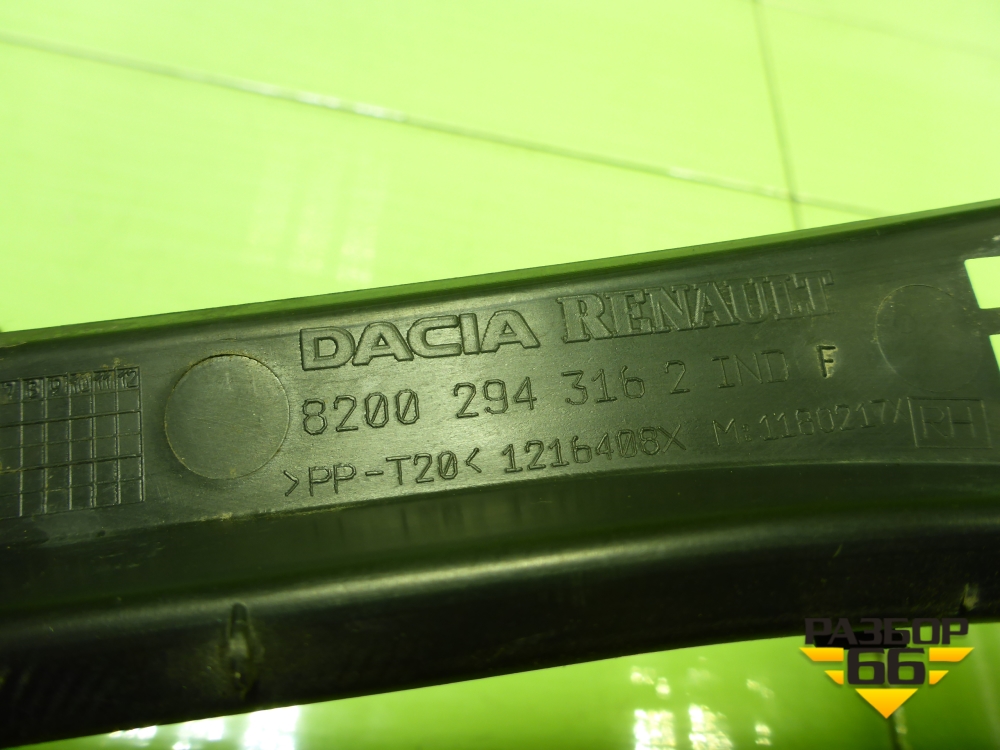 DACIA RENAULT
8200 294 316 2 IND F
>PP-T20< 1216408X M:1180217/ RH
РАЗБОР
66